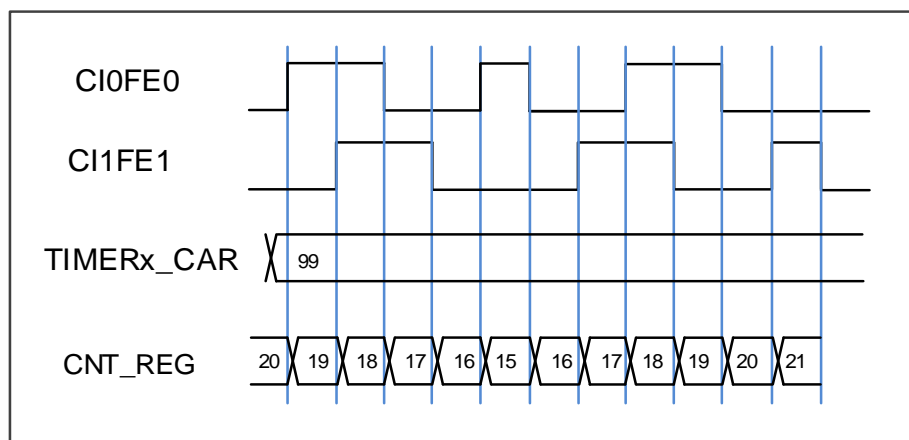 CI0FE0
CI1FE1
TIMERx_CAR 99
CNT_REG 20 19 18 17 16 15 16 17 18 19 20 21